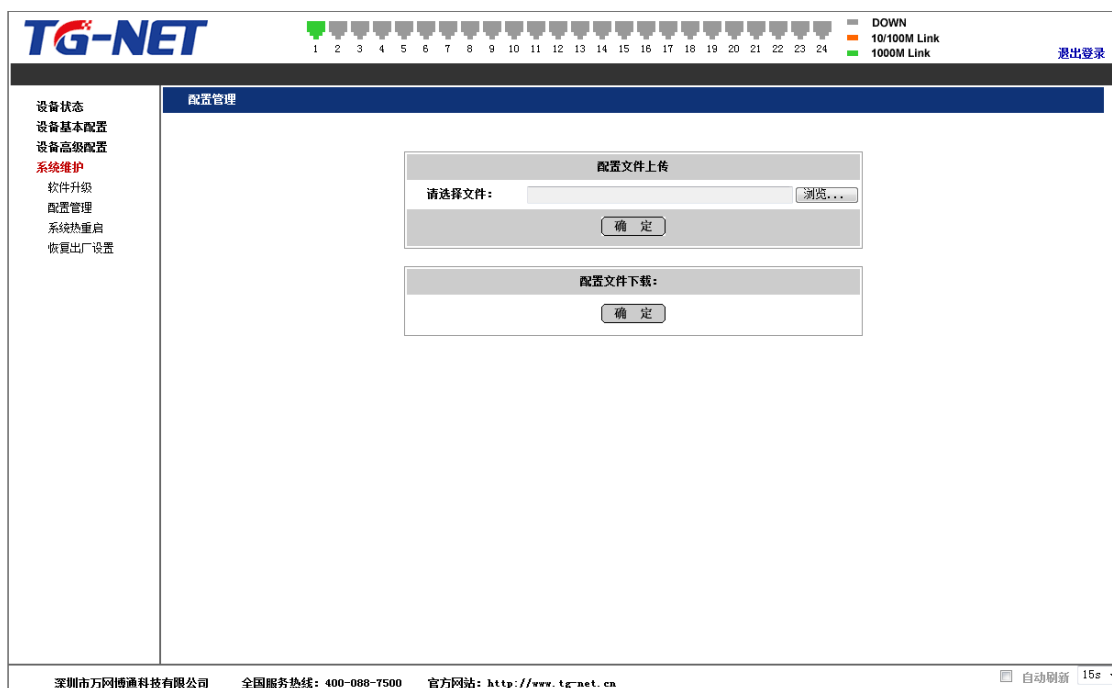 TG-NET
1 2 3 4 5 6 7 8 9 10 11 12 13 14 15 16 17 18 19 20 21 22 23 24
DOWN
10/100M Link
1000M Link
退出登录
设备状态
设备基本配置
设备高级配置
系统维护
软件升级
配置管理
系统热重启
恢复出厂设置
配置管理
配置文件上传
请选择文件：
浏览...
确 定
配置文件下载：
确 定
深圳市万网博通科技有限公司 全国服务热线：400-088-7500 官方网站：http://www.tg-net.cn
自动刷新 15s